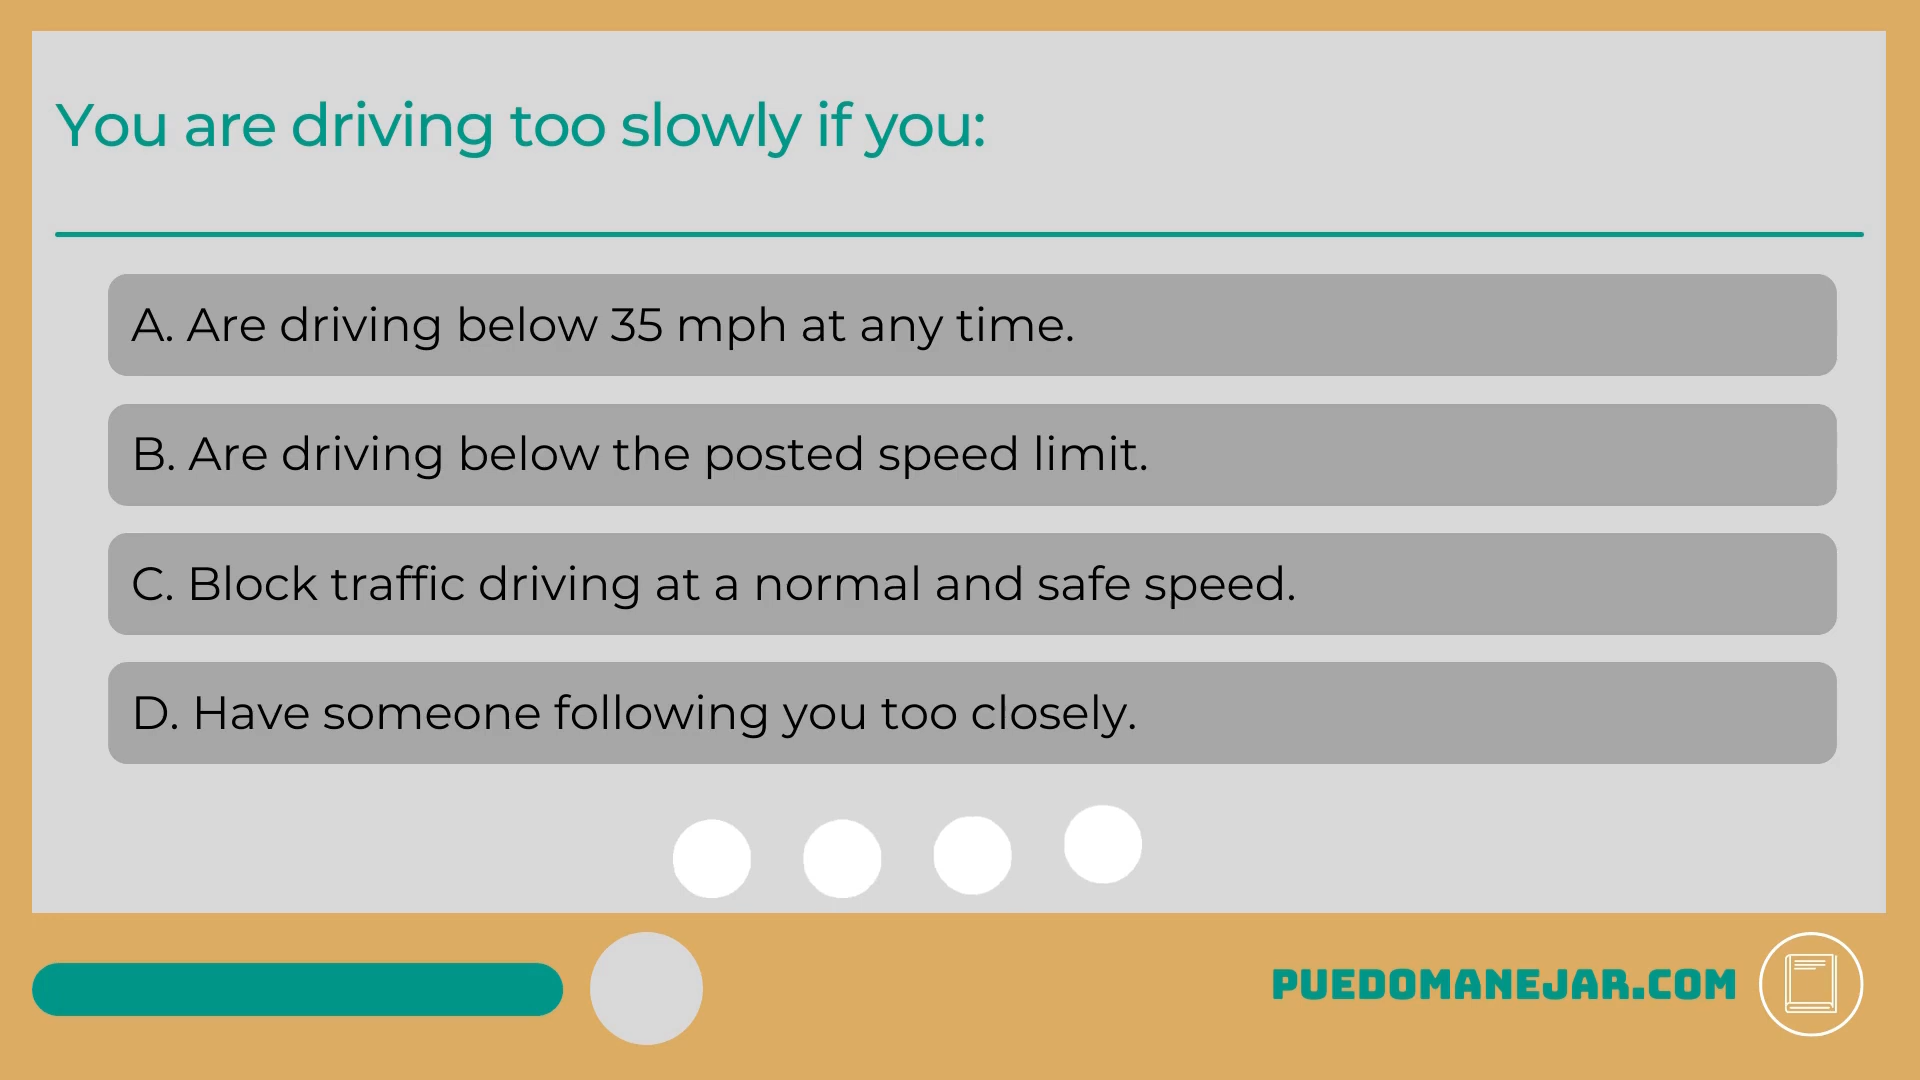 You are driving too slowly if you:
A. Are driving below 35 mph at any time.
B. Are driving below the posted speed limit.
C. Block traffic driving at a normal and safe speed.
D. Have someone following you too closely.
PUEDOMANEJAR.COM